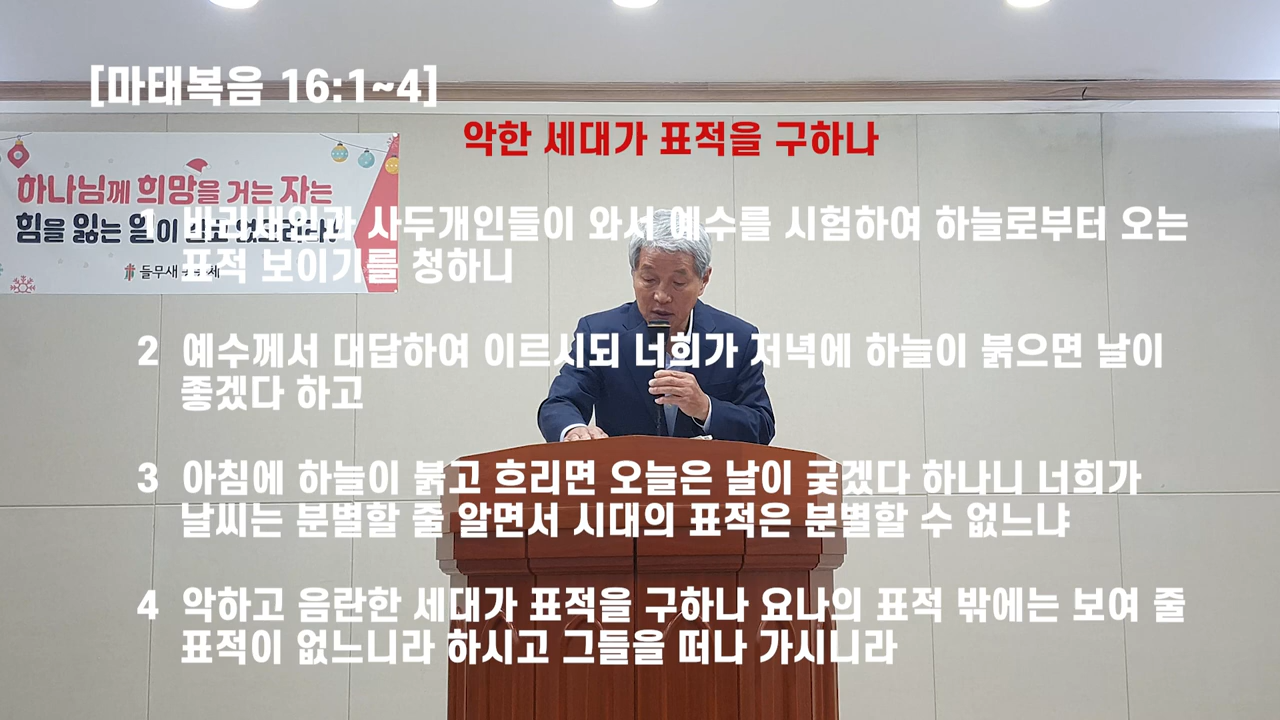 [마태복음 16:1~4]
악한 세대가 표적을 구하나
하나님께 희망을 거는 자는
힘을 잃는 일이
들무새
1 바리새인과 사두개인들이 와서 예수를 시험하여 하늘로부터 오는
표적 보이기를 청하니
2 예수께서 대답하여 이르시되 너희가 저녁에 하늘이 붉으면 날이
좋겠다 하고
3 아침에 하늘이 붉고 흐리면 오늘은 날이 궂겠다 하나니 너희가
날씨는 분별할 줄 알면서 시대의 표적은 분별할 수 없느냐
4 악하고 음란한 세대가 표적을 구하나 요나의 표적 밖에는 보여 줄
표적이 없느니라 하시고 그들을 떠나 가시니라